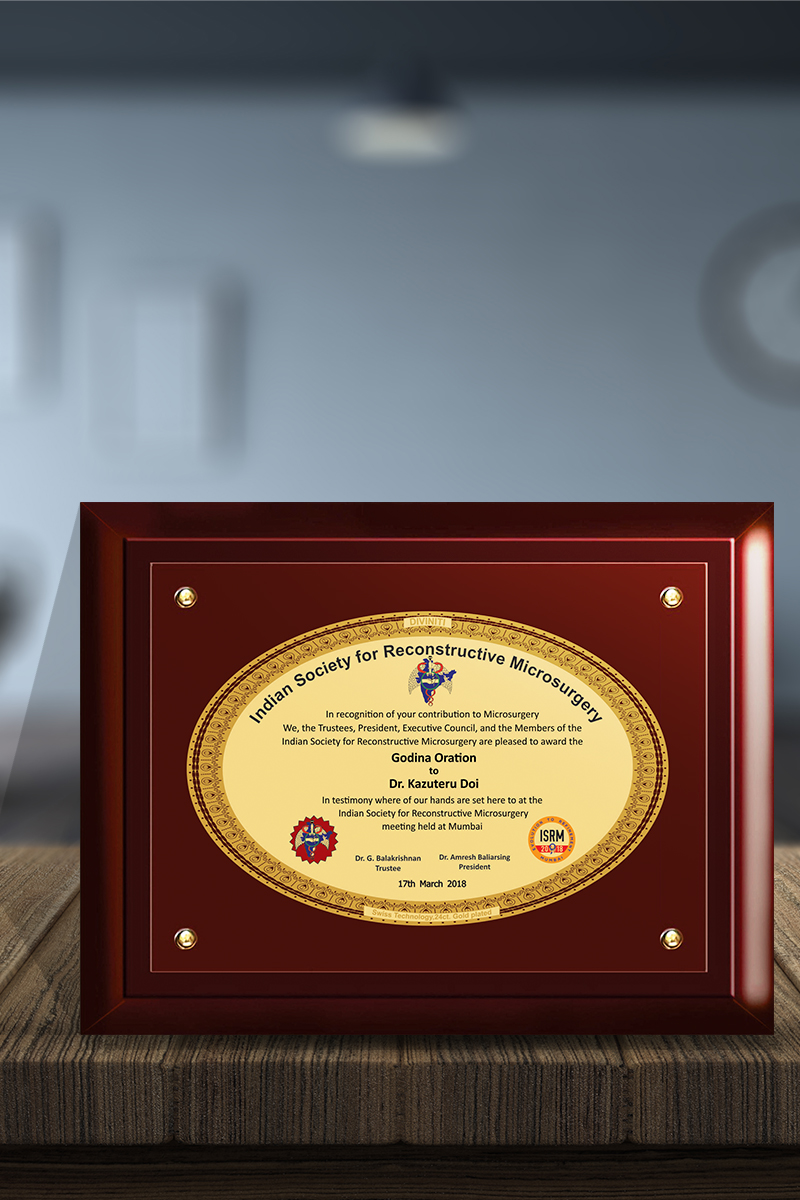 DIVINITI
Indian Society for Reconstructive Microsurgery
In recognition of your contribution to Microsurgery
We, the Trustees, President, Executive Council, and the Members of the
Indian Society for Reconstructive Microsurgery are pleased to award the
Godina Oration
to
Dr. Kazuteru Doi
In testimony where of our hands are set here to at the
Indian Society for Reconstructive Microsurgery
meeting held at Mumbai
ISRM
MUMBAI
Dr. G. Balakrishnan
Trustee
Dr. Amresh Baliarsing
President
17th March 2018
Swiss Technology,24ct. Gold plated